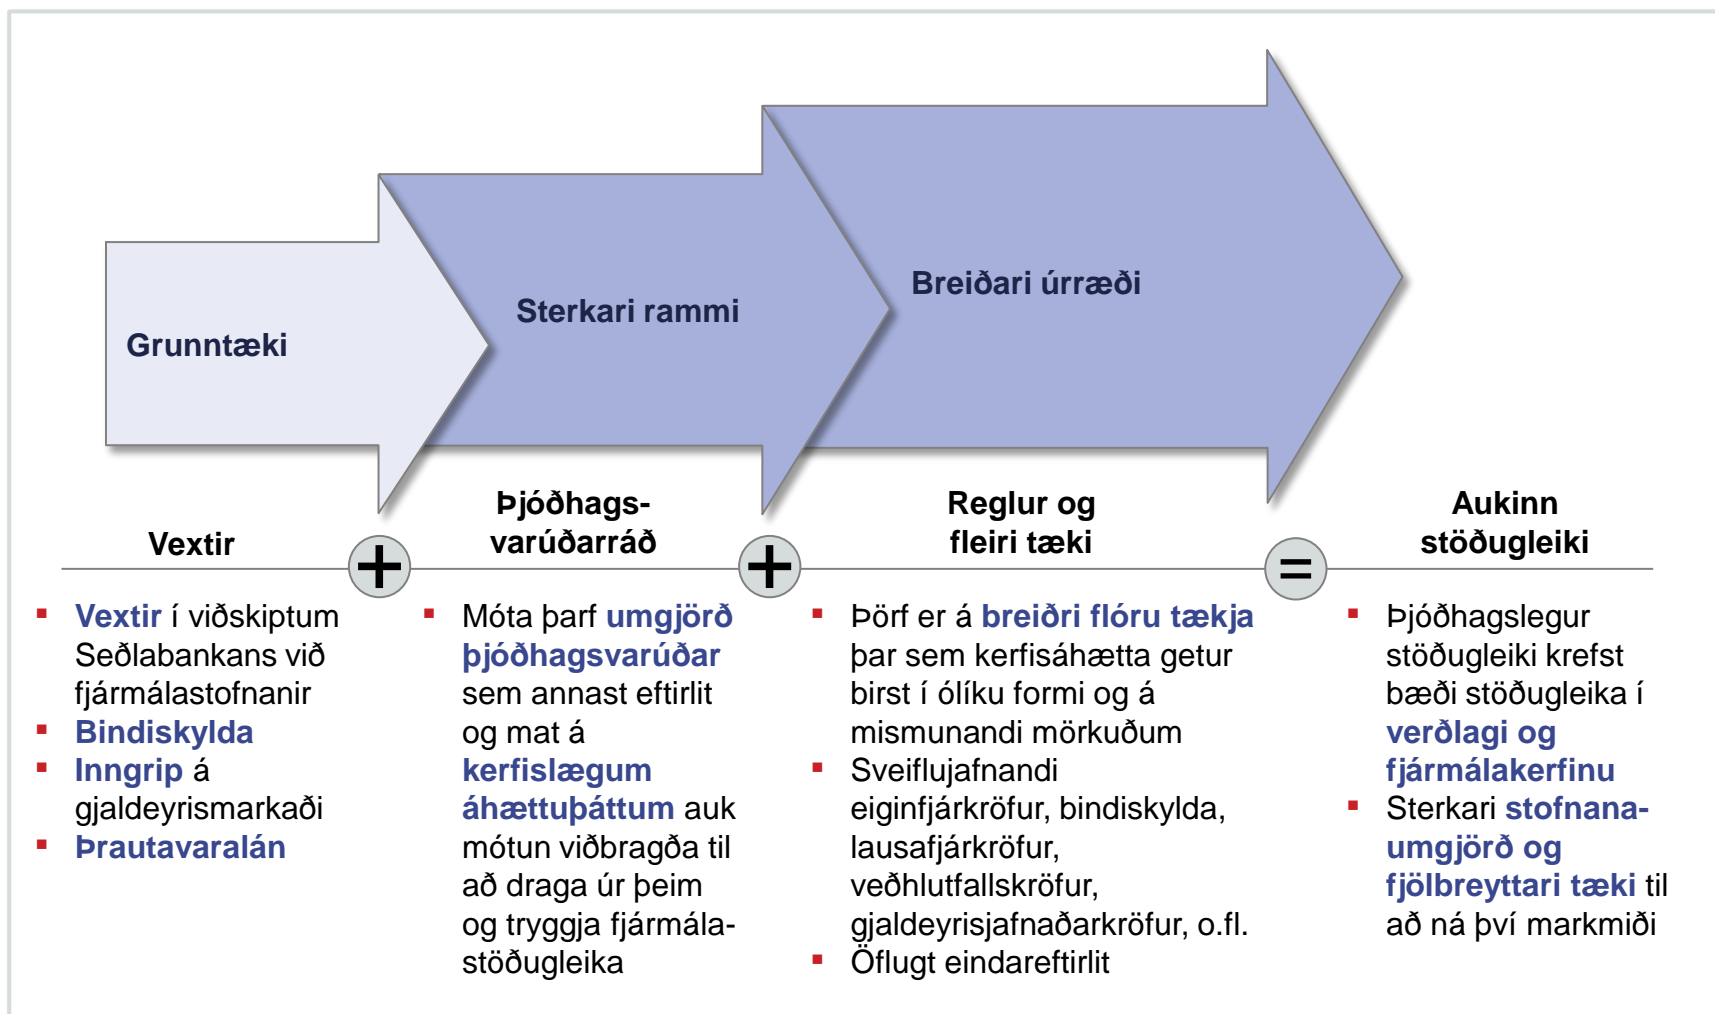 Grunntæki
Sterkari rammi
Breiðari úrræði
Vextir
+
Þjóðhags-
varúðarráð
+
Reglur og
fleiri tæki
=
Aukinn
stöðugleiki
▪ Vextir í viðskiptum
Seðlabankans við
fjármálastofnanir
▪ Bindiskylda
▪ Inngrip á
gjaldeyrismarkaði
▪ Þrautavaralán
▪ Móta þarf umgjörð
þjóðhagsvarúðar
sem annast eftirlit
og mat á
kerfislægum
áhættuþáttum auk
mótun viðbragða til
að draga úr þeim
og tryggja fjármála-
stöðugleika
▪ Þörf er á breiðri flóru tækja
þar sem kerfisáhætta getur
birst í ólíku formi og á
mismunandi mörkuðum
▪ Sveiflujafnandi
eiginfjárkröfur, bindiskylda,
lausafjárkröfur,
veðhlutfallskröfur,
gjaldeyrisjafnaðarkröfur, o.fl.
▪ Öflugt eindareftirlit
▪ Þjóðhagslegur
stöðugleiki krefst
bæði stöðugleika í
verðlagi og
fjármálakerfinu
▪ Sterkari stofnana-
umgjörð og
fjölbreyttari tæki til
að ná því markmiði